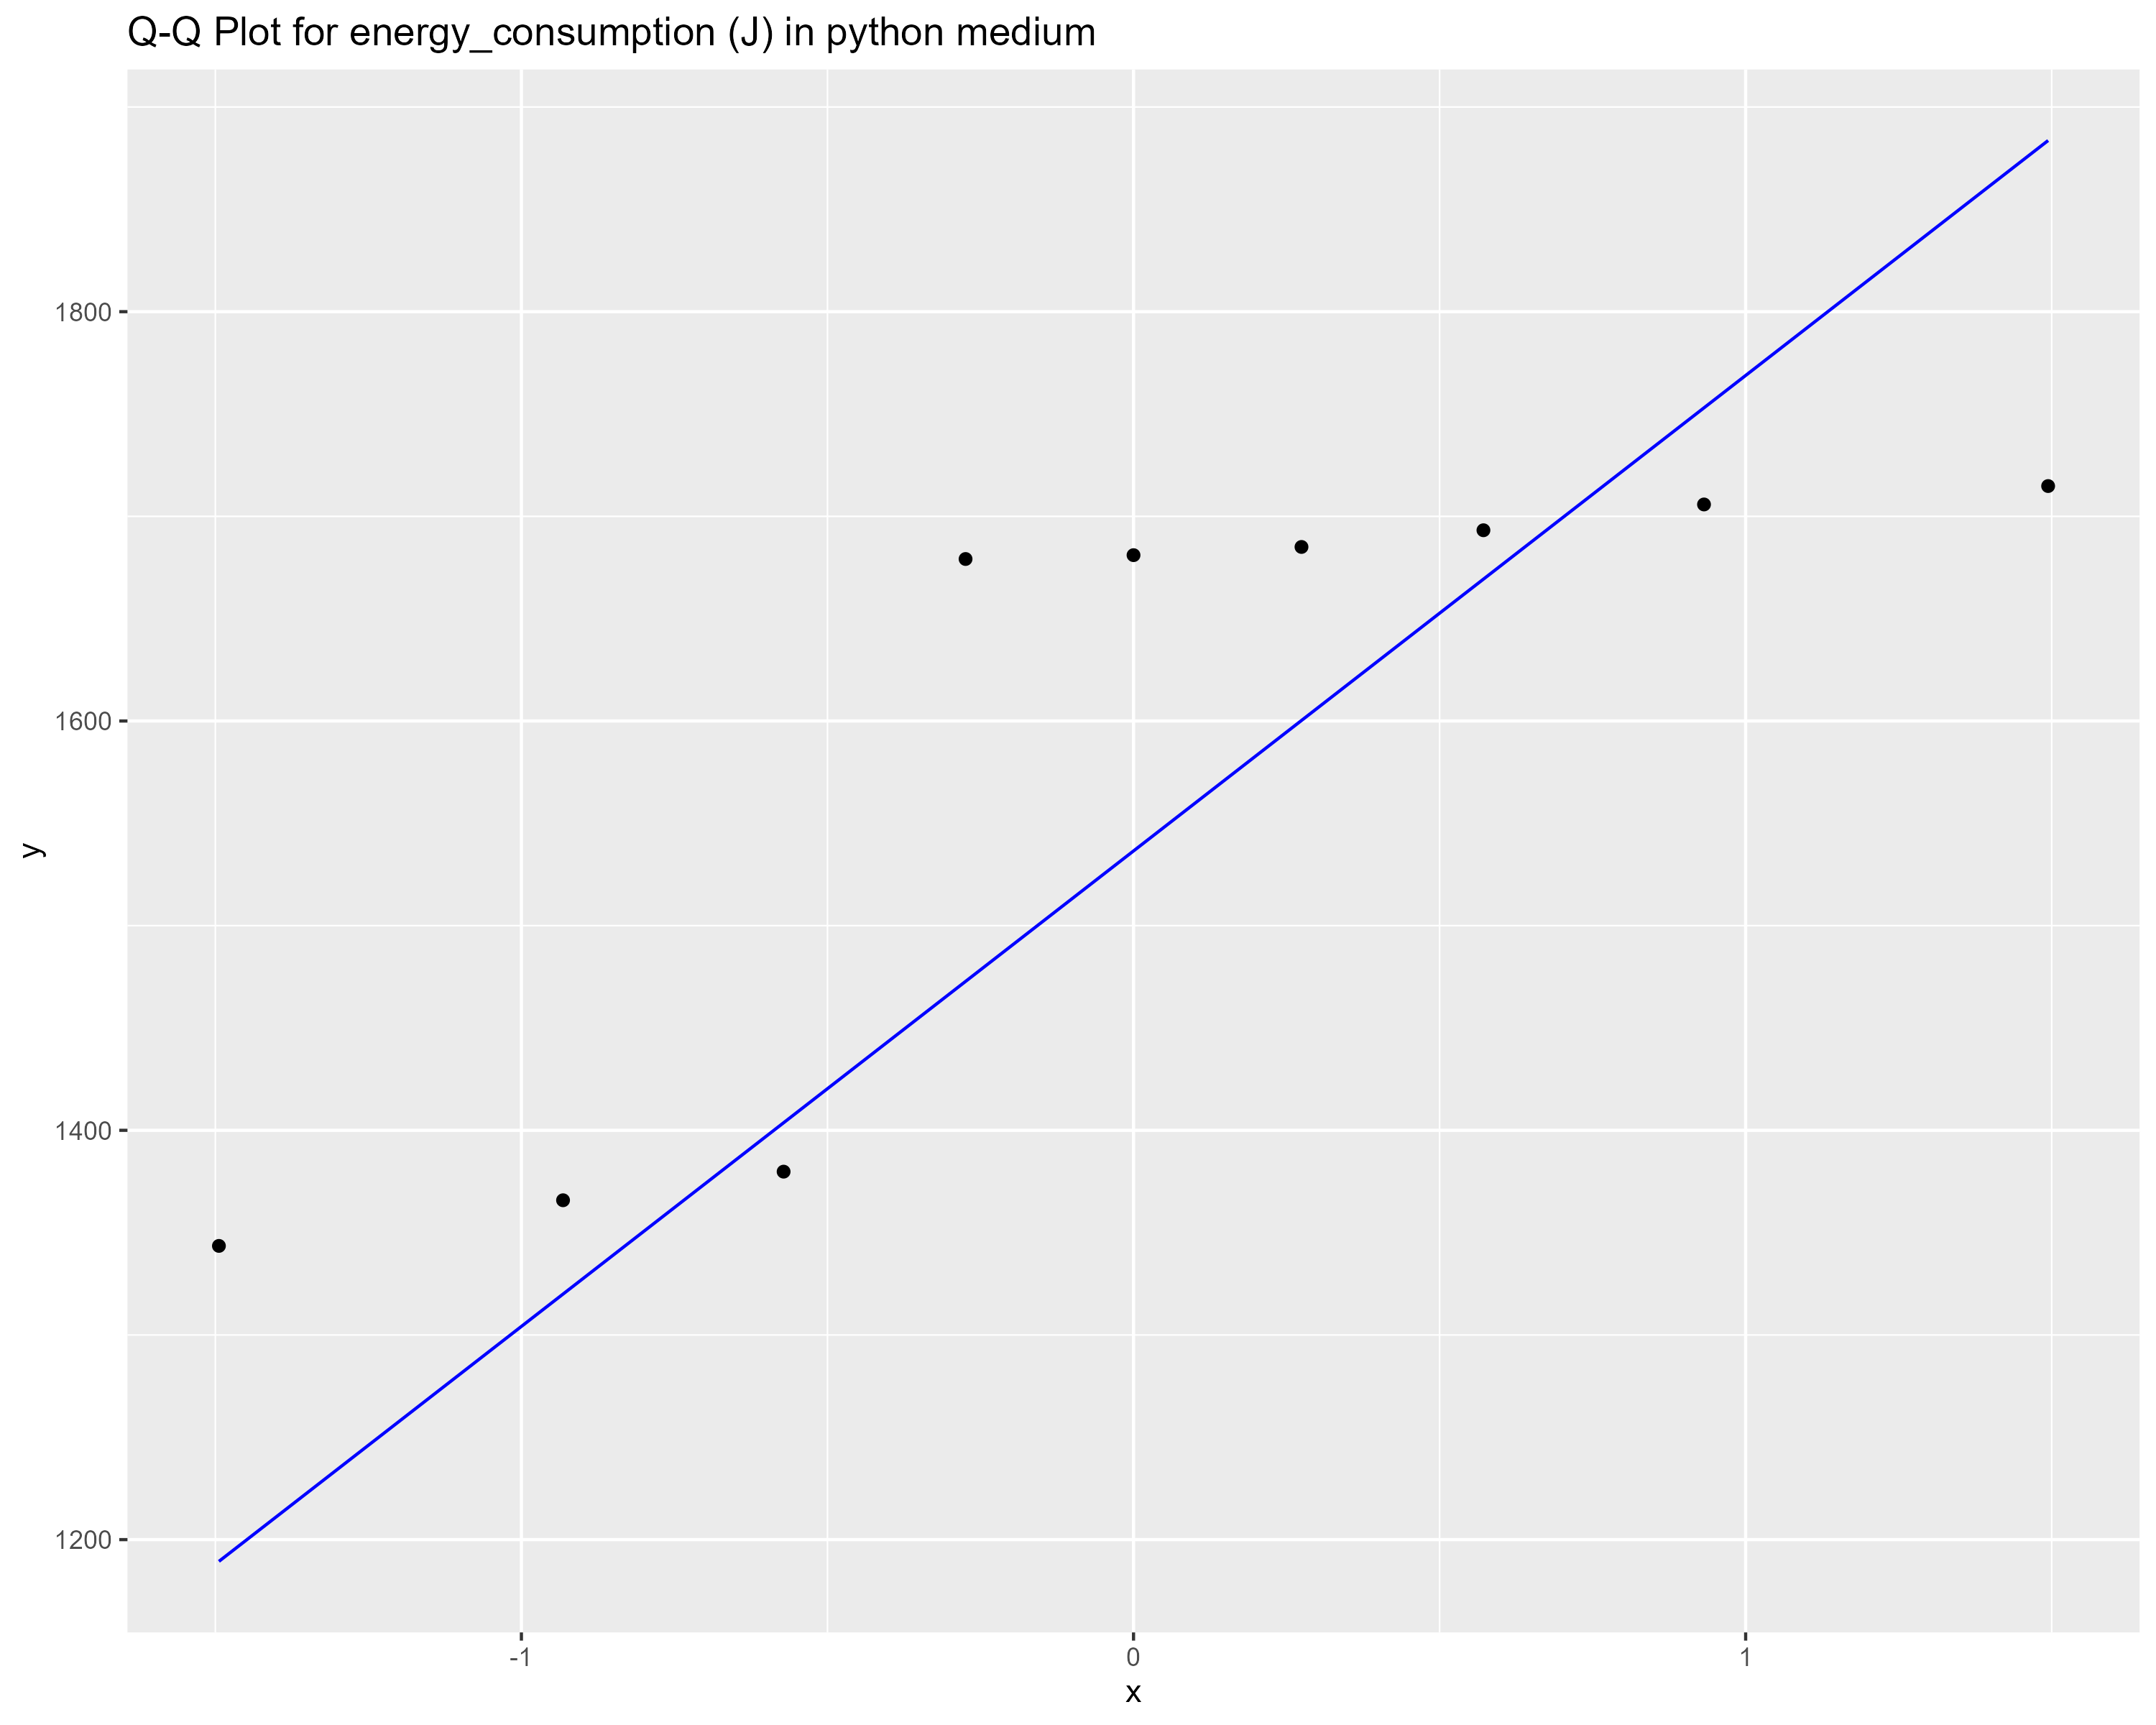 Q-Q Plot for energy_consumption (J) in python medium
1800
1600
1400
1200
y
-1
0
1
x